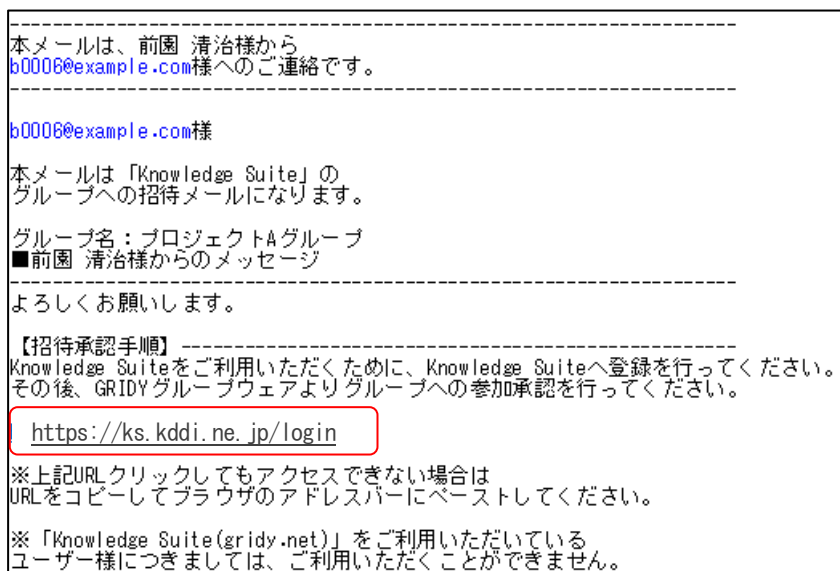 --------------------------------------------------------------------
本メールは、前園 清治様から
b0006@example.com様へのご連絡です。
--------------------------------------------------------------------
b0006@example.com様
本メールは「Knowledge Suite」の
グループへの招待メールになります。
グループ名：プロジェクトAグループ
■前園 清治様からのメッセージ
--------------------------------------------------------------------
よろしくお願いします。
【招待承認手順】----------------------------------------------------
Knowledge Suiteをご利用いただくために、Knowledge Suiteへ登録を行ってください。
その後、GRIDYグループウェアよりグループへの参加承認を行ってください。
https://ks.kddi.ne.jp/login
※上記URLクリックしてもアクセスできない場合は
URLをコピーしてブラウザのアドレスバーにペーストしてください。
※「Knowledge Suite(gridy.net)」をご利用いただいている
ユーザー様につきましては、ご利用いただくことができません。